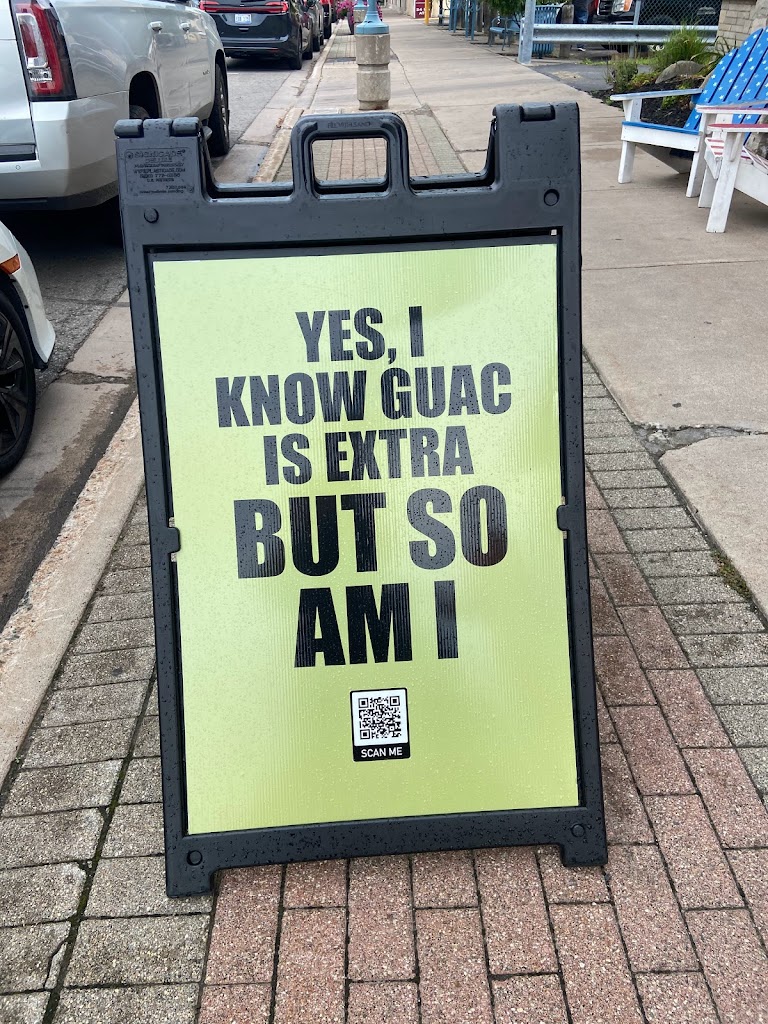 YES, I
KNOW GUAC
IS EXTRA
BUT SO
AM I
SCAN ME